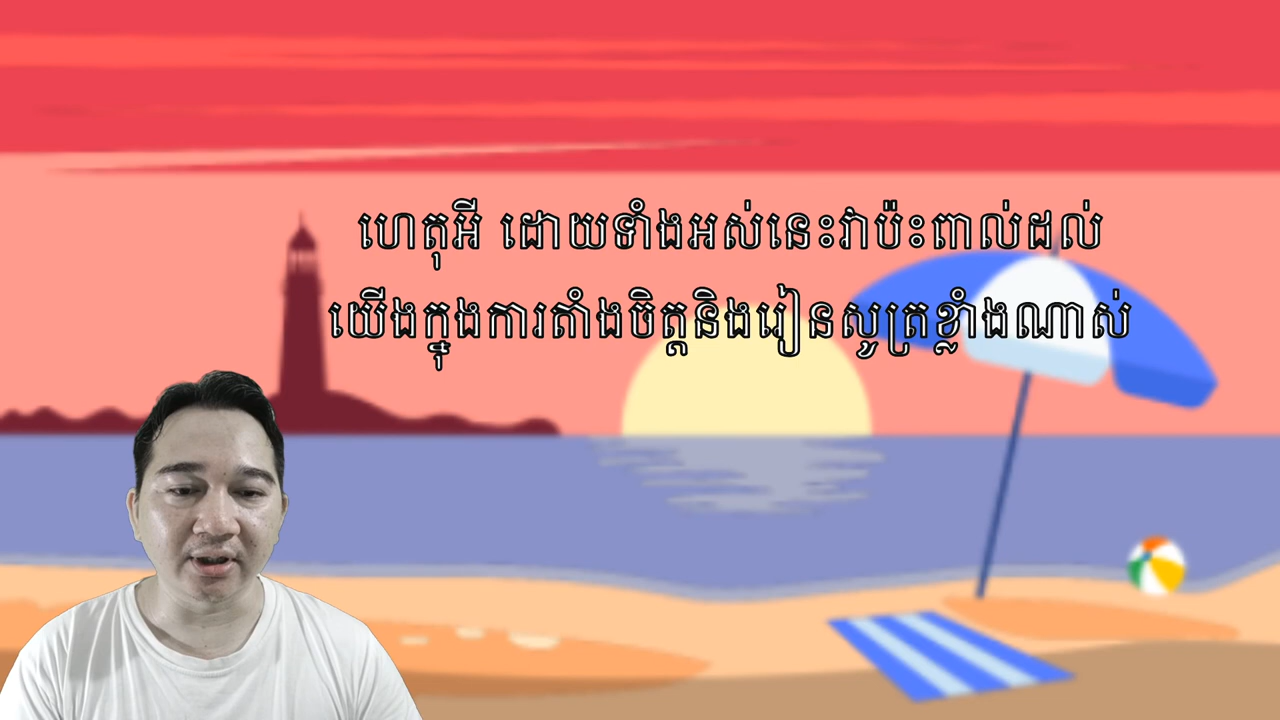 ហេតុអី ដោយទាំងអស់នេះវាប៉ះពាល់ដល់
យើងក្នុងការតាំងចិត្តនិងរៀនសូត្រខ្លាំងណាស់